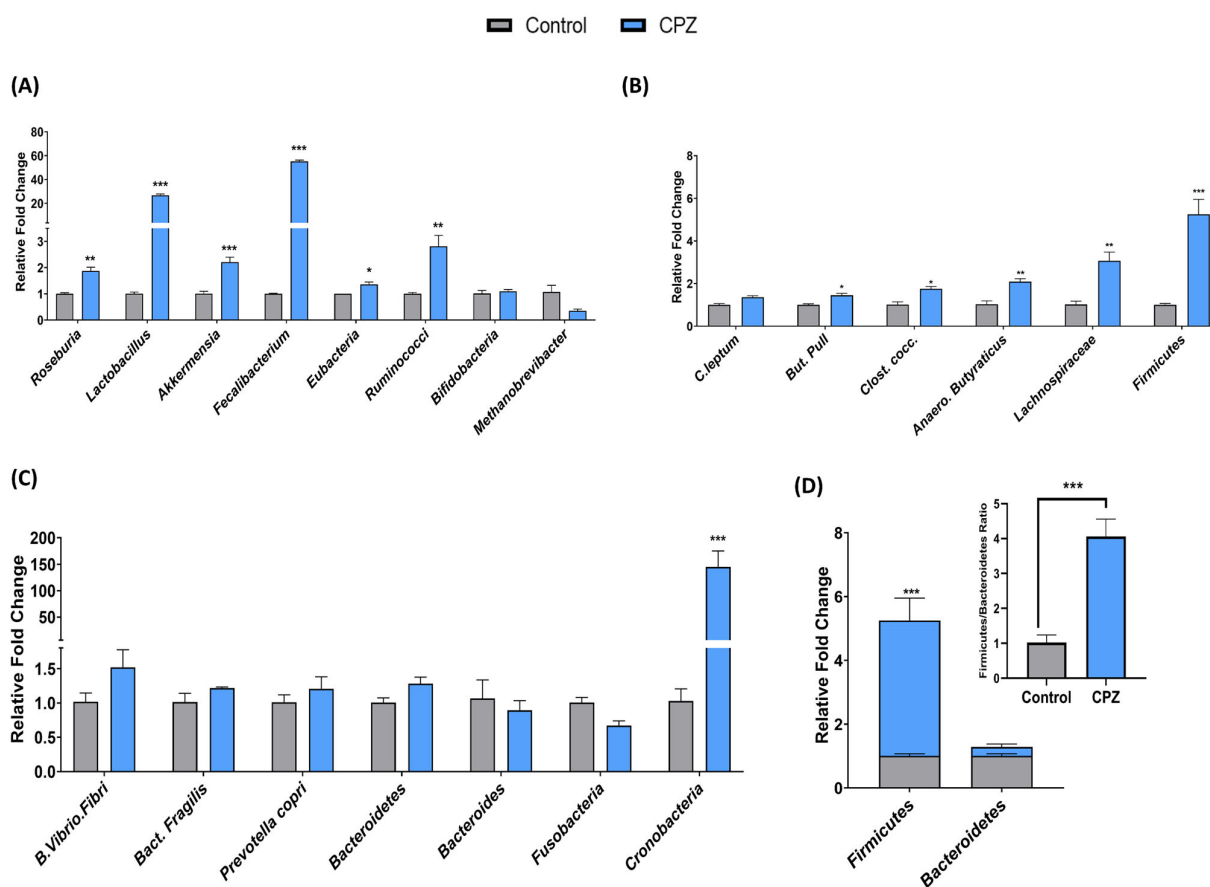 Control CPZ
(A)
Relative Fold Change
80
60
40
20
3
2
1
0
**
***
***
***
*
**
Roseburia
Lactobacillus
Akkermensia
Fecalibacterium
Eubacteria
Ruminococci
Bifidobacteria
Methanobrevibacter
(B)
Relative Fold Change
8
6
4
2
0
*
*
**
**
***
C.leptum
But. Pull
Clost. cocc.
Anaero. Butyraticus
Lachnospiraceae
Firmicutes
(C)
Relative Fold Change
200
150
100
50
1.5
1.0
0.5
0.0
***
B.Vibrio.Fibri
Bact. Fragilis
Prevotella copri
Bacteroidetes
Bacteroides
Fusobacteria
Cronobacteria
(D)
Relative Fold Change
8
6
4
2
0
***
Firmicutes
Bacteroidetes
Firmicutes/Bacteroidetes Ratio
5
4
3
2
1
0
***
Control
CPZ